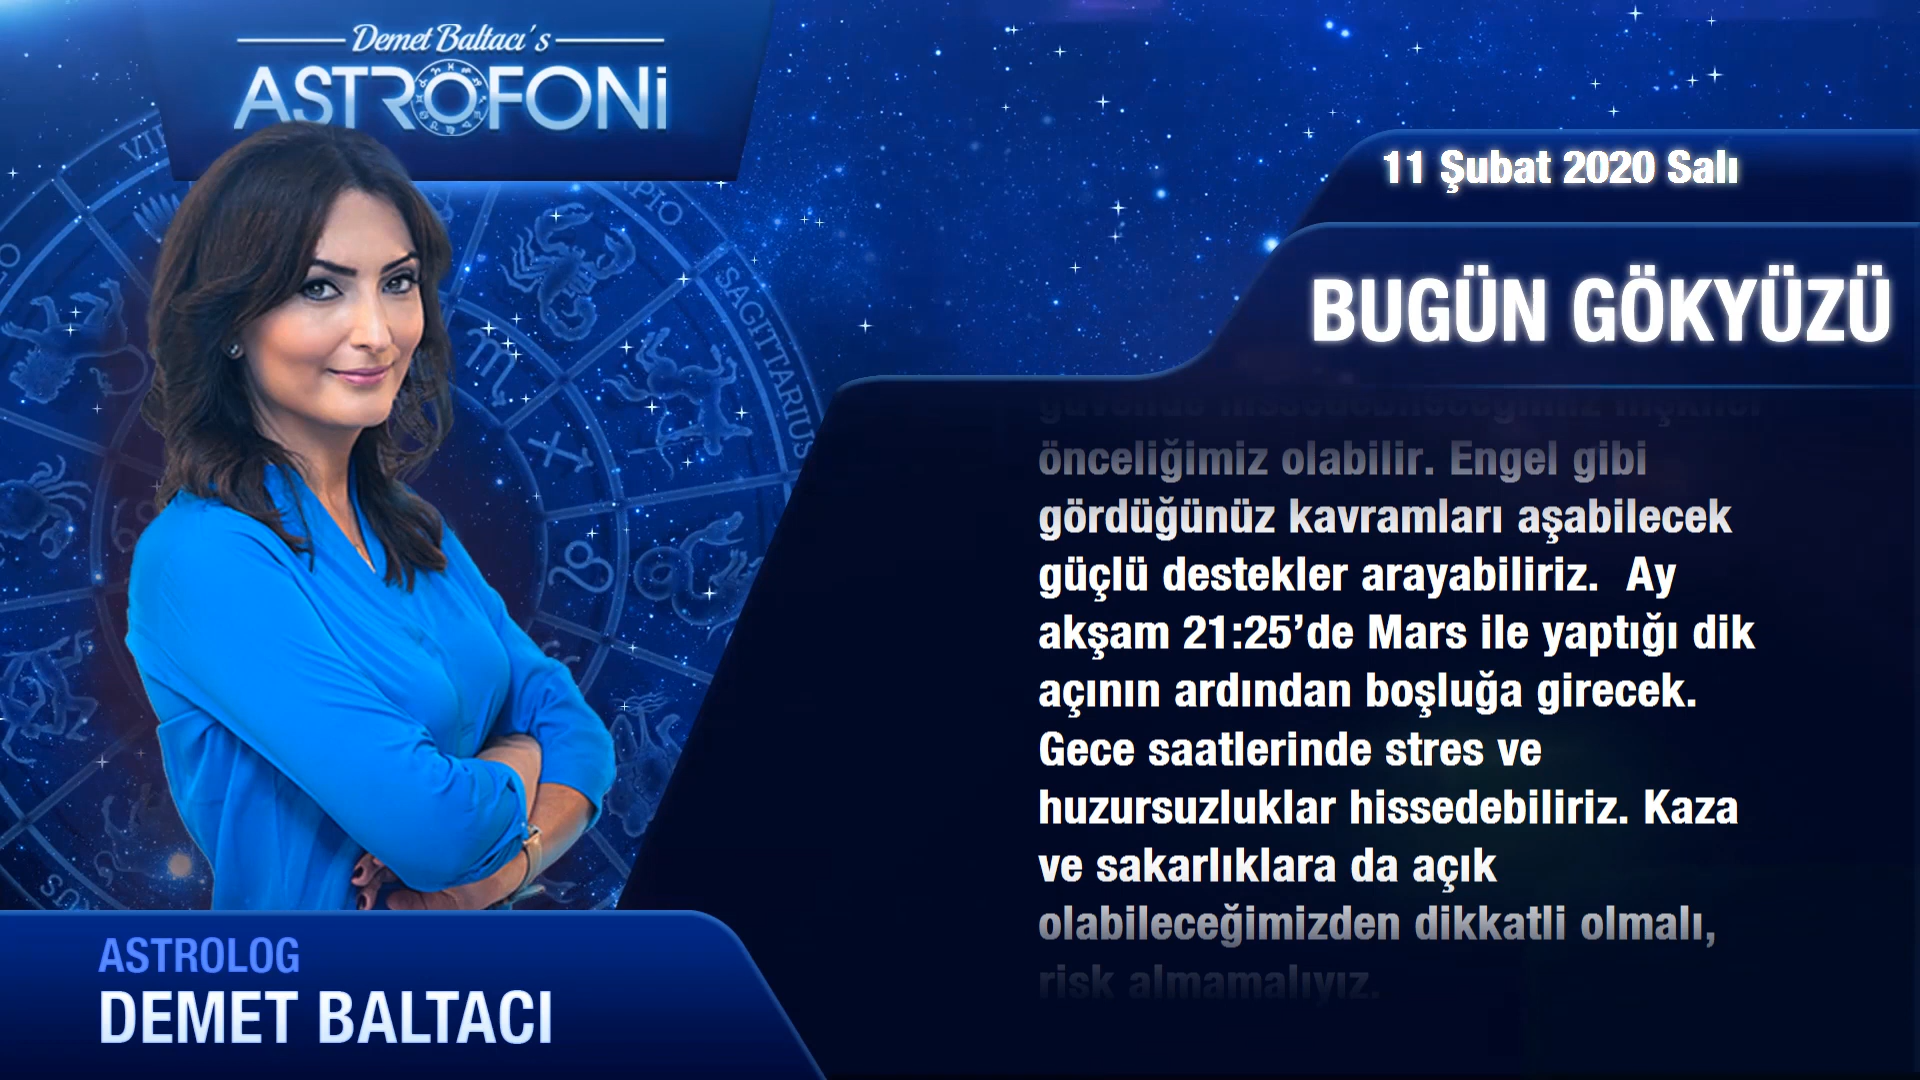 Demet Baltacı's
ASTROFONİ
11 Şubat 2020 Salı
BUGÜN GÖKYÜZÜ
önceliğimiz olabilir. Engel gibi
gördüğünüz kavramları aşabilecek
güçlü destekler arayabiliriz. Ay
akşam 21:25’de Mars ile yaptığı dik
açının ardından boşluğa girecek.
Gece saatlerinde stres ve
huzursuzluklar hissedebiliriz. Kaza
ve sakarlıklara da açık
olabileceğimizden dikkatli olmalı,
risk almamalıyız.
SAGITTARIUS
ASTROLOG
DEMET BALTACI